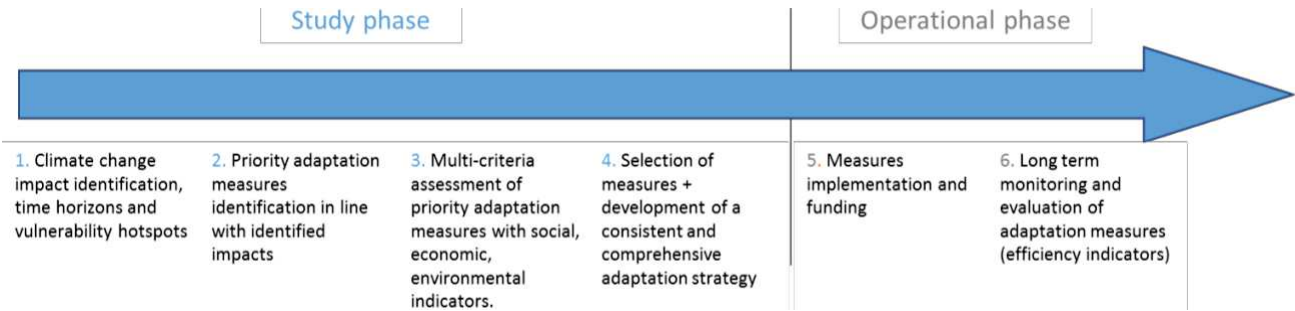 Study phase
Operational phase
1. Climate change
impact identification,
time horizons and
vulnerability hotspots
2. Priority adaptation
measures
identification in line
with identified
impacts
3. Multi-criteria
assessment of
priority adaptation
measures with social,
economic,
environmental
indicators.
4. Selection of
measures +
development of a
consistent and
comprehensive
adaptation strategy
5. Measures
implementation and
funding
6. Long term
monitoring and
evaluation of
adaptation measures
(efficiency indicators)